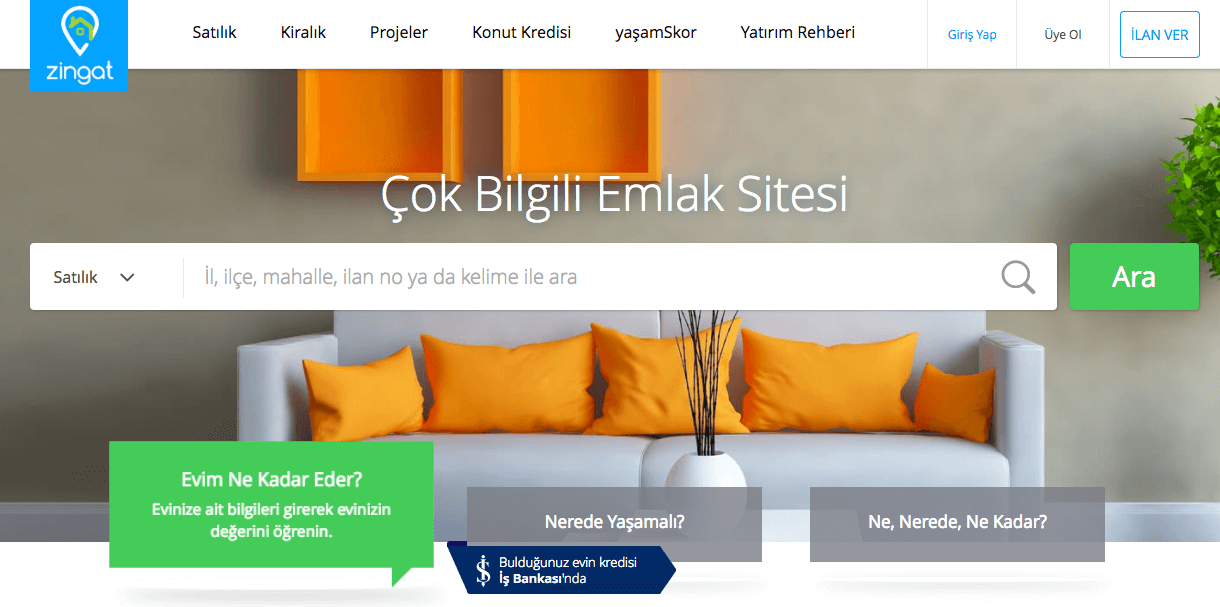 zingat
Satılık
Kiralık
Projeler
Konut Kredisi
yaşamSkor
Yatırım Rehberi
Giriş Yap
Üye Ol
İLAN VER
Çok Bilgili Emlak Sitesi
Satılık
İl, ilçe, mahalle, ilan no ya da kelime ile ara
Ara
Evim Ne Kadar Eder?
Evinize ait bilgileri girerek evinizin
değerini öğrenin.
Nerede Yaşamalı?
Ne, Nerede, Ne Kadar?
Bulduğunuz evin kredisi
İş Bankası'nda